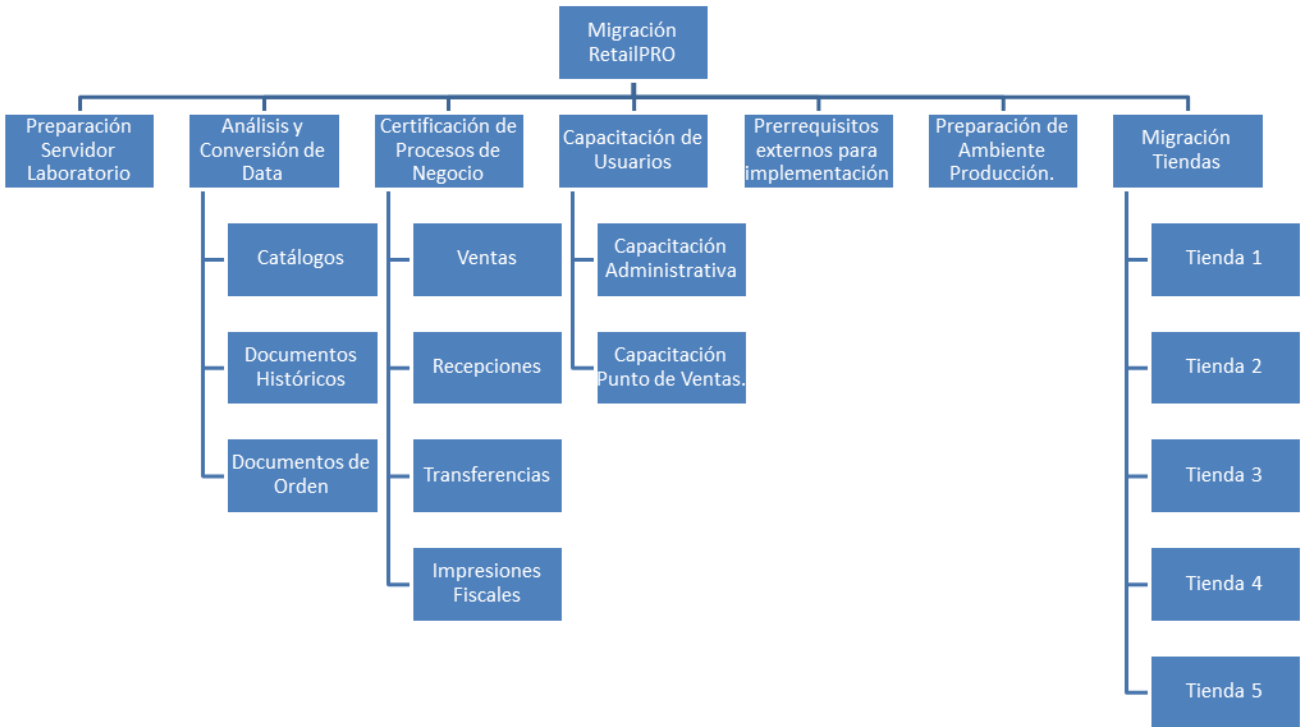 Migración
RetailPRO
Preparación
Servidor
Laboratorio
Análisis y
Conversión de
Data
Certificación de
Procesos de
Negocio
Capacitación de
Usuarios
Prerrequisitos
externos para
implementación
Preparación de
Ambiente
Producción.
Migración
Tiendas
Catálogos
Documentos
Históricos
Documentos de
Orden
Ventas
Recepciones
Transferencias
Impresiones
Fiscales
Capacitación
Administrativa
Capacitación
Punto de Ventas.
Tienda 1
Tienda 2
Tienda 3
Tienda 4
Tienda 5